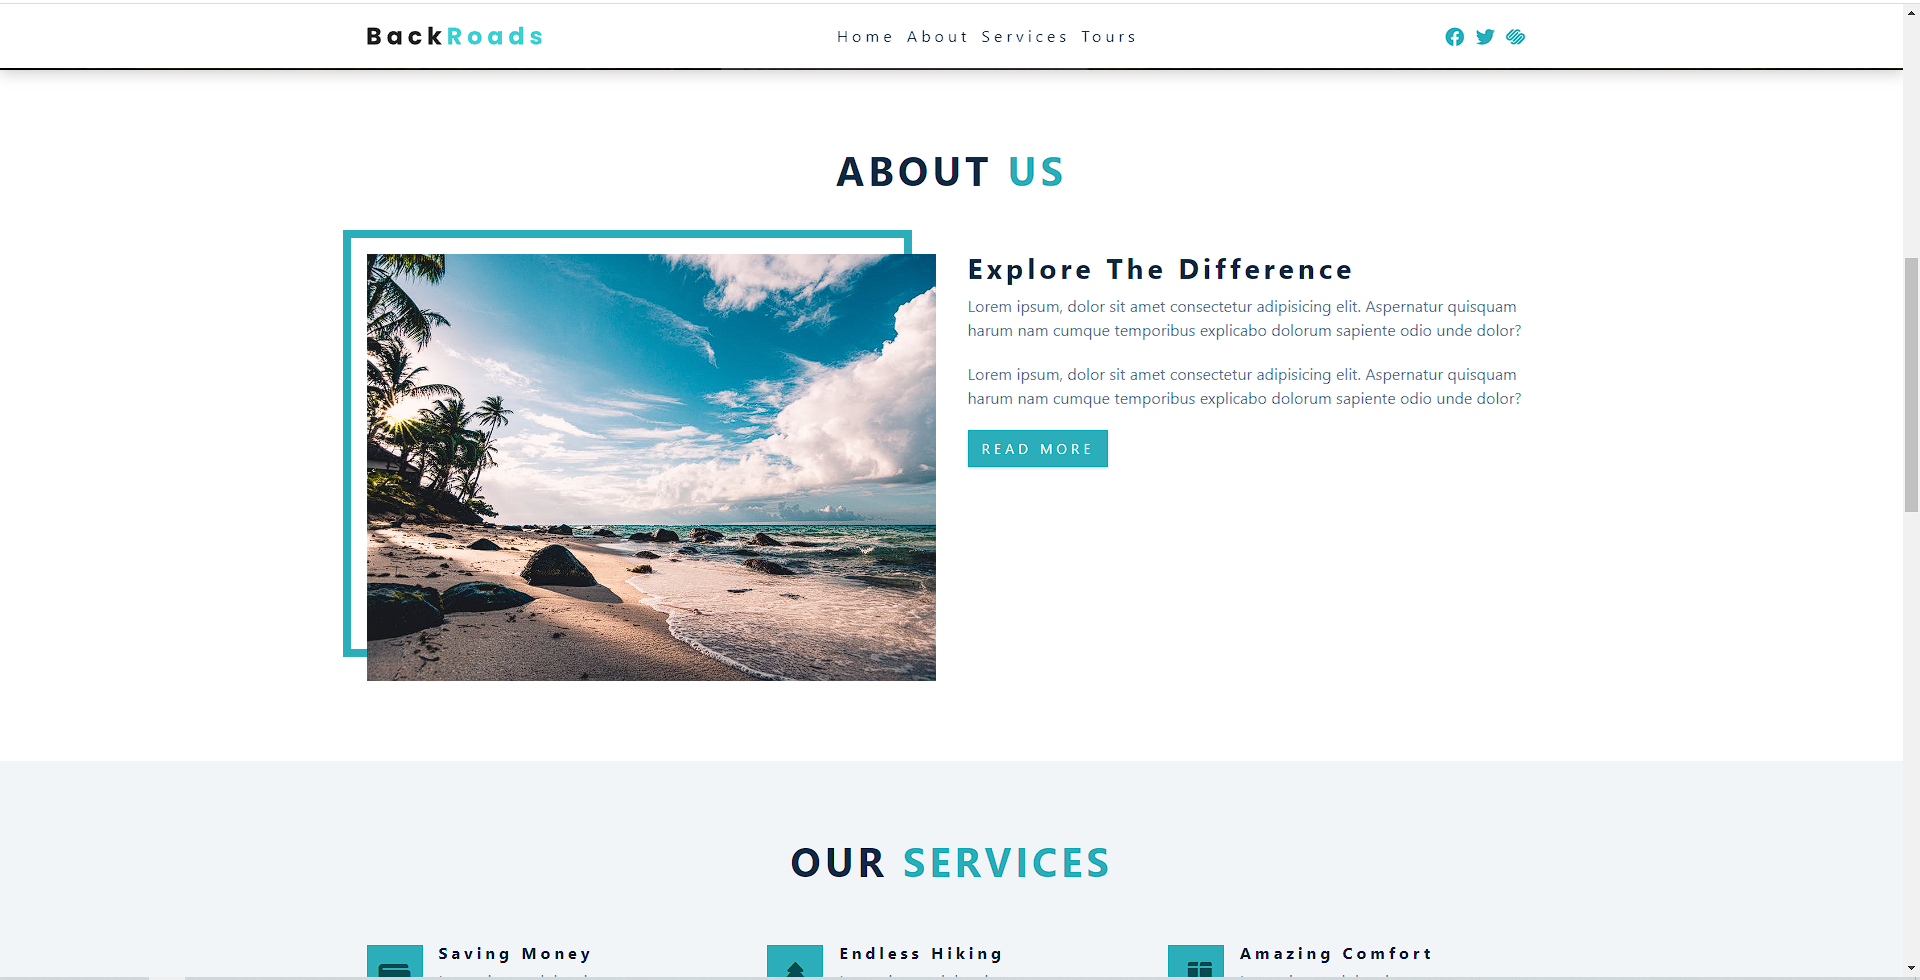 BackRoads
Home About Services Tours
ABOUT US
Explore The Difference
Lorem ipsum, dolor sit amet consectetur adipisicing elit. Aspernatur quisquam
harum nam cumque temporibus explicabo dolorum sapiente odio unde dolor?
Lorem ipsum, dolor sit amet consectetur adipisicing elit. Aspernatur quisquam
harum nam cumque temporibus explicabo dolorum sapiente odio unde dolor?
READ MORE
OUR SERVICES
Saving Money
Endless Hiking
Amazing Comfort